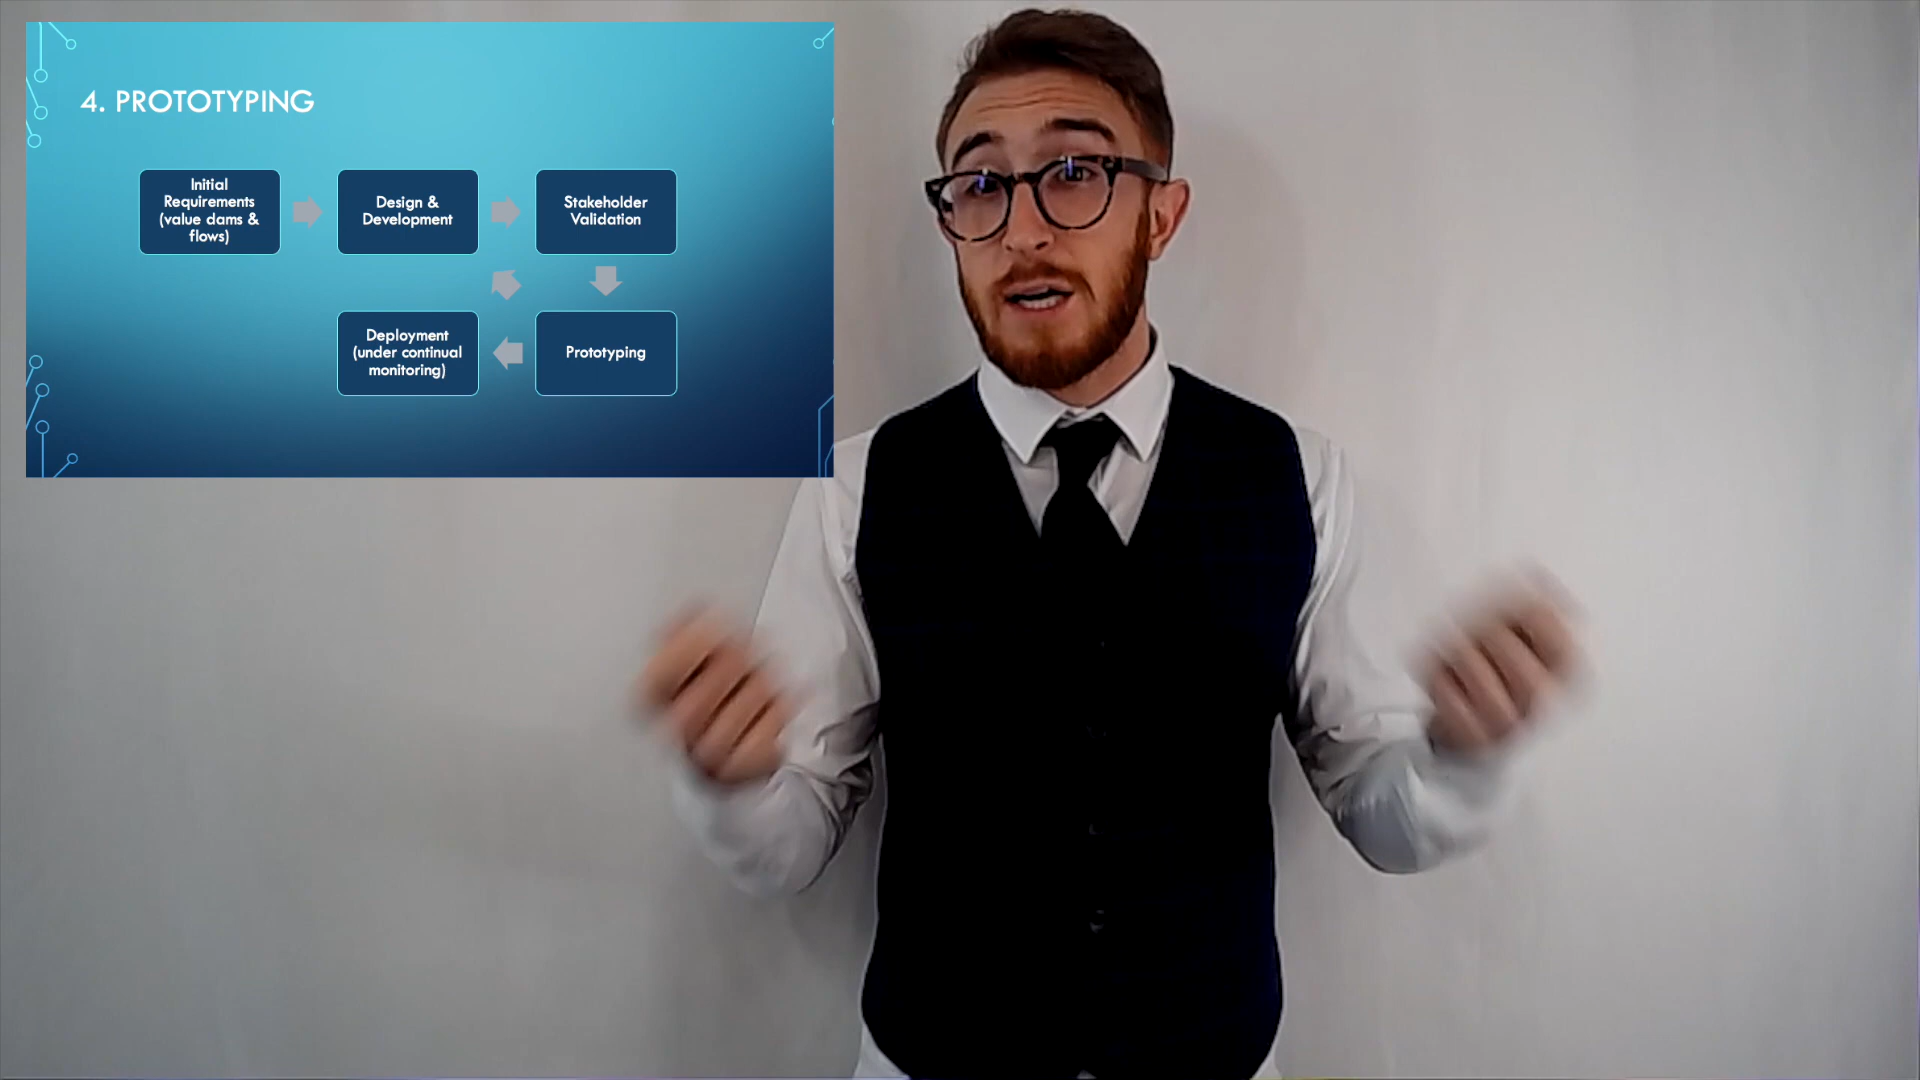 4. PROTOTYPING
Initial
Requirements
(value dams &
flows)
Design &
Development
Stakeholder
Validation
Deployment
(under continual
monitoring)
Prototyping